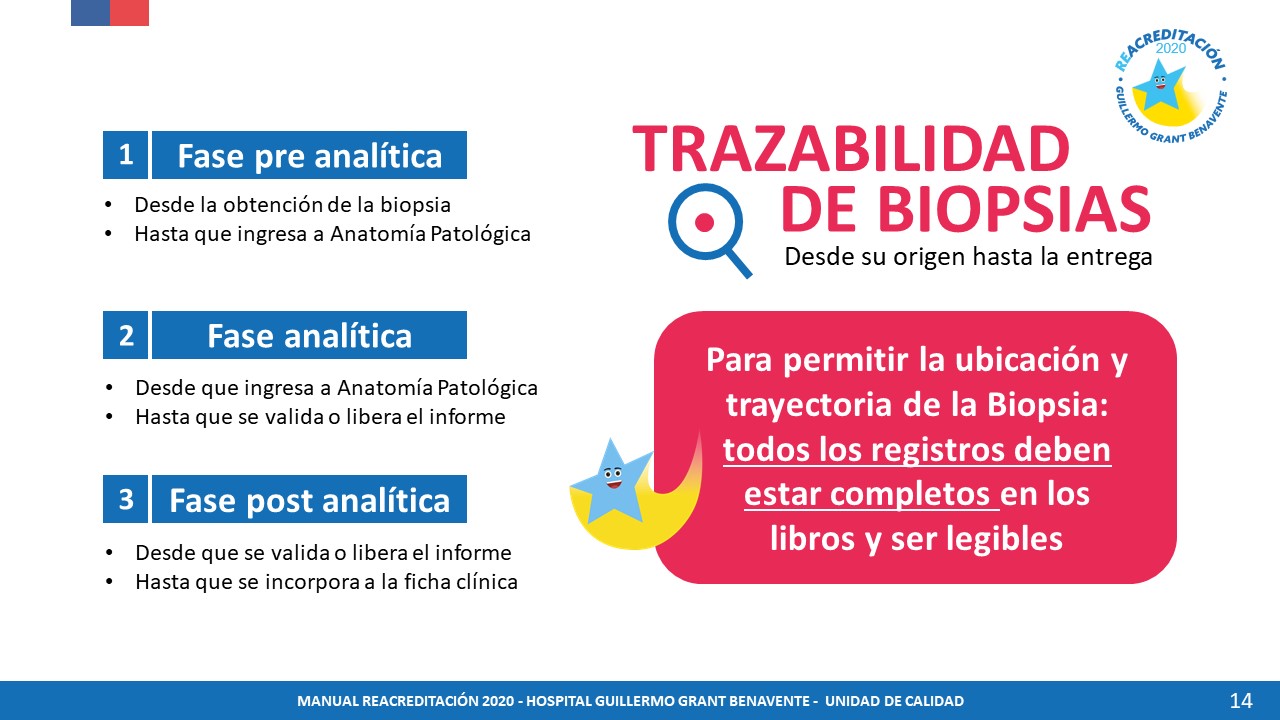 REACREDITACIÓN
2020
GUILLERMO GRANT BENAVENTE
1 Fase pre analítica
• Desde la obtención de la biopsia
• Hasta que ingresa a Anatomía Patológica
2 Fase analítica
• Desde que ingresa a Anatomía Patológica
• Hasta que se valida o libera el informe
3 Fase post analítica
• Desde que se valida o libera el informe
• Hasta que se incorpora a la ficha clínica
TRAZABILIDAD
DE BIOPSIAS
Desde su origen hasta la entrega
Para permitir la ubicación y
trayectoria de la Biopsia:
todos los registros deben
estar completos en los
libros y ser legibles
MANUAL REACREDITACIÓN 2020 - HOSPITAL GUILLERMO GRANT BENAVENTE - UNIDAD DE CALIDAD
14